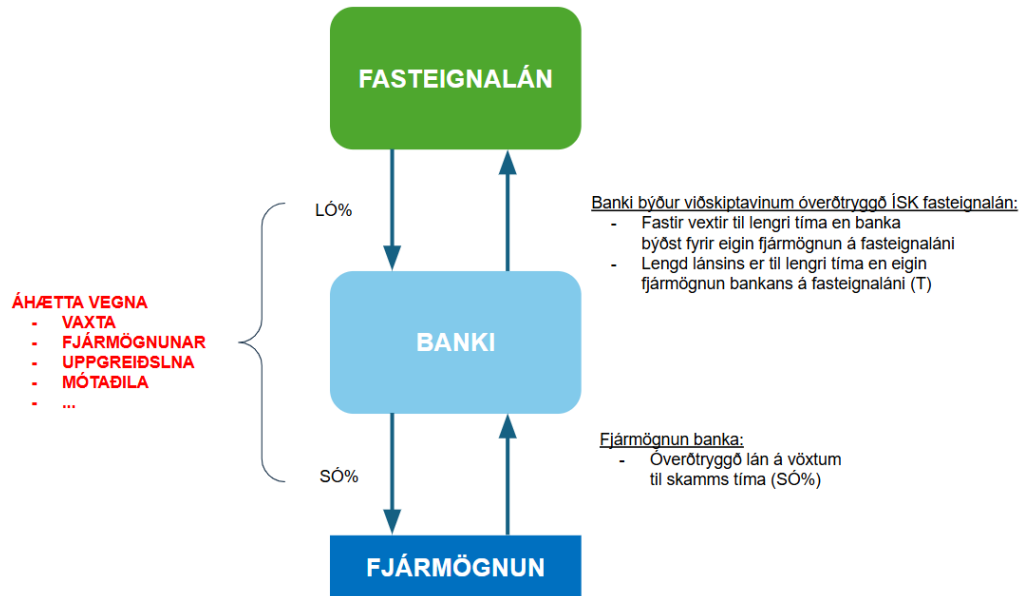 FASTEIGNALÁN
LÓ%
Banki býður viðskiptavinum óverðtryggð ÍSK fasteignalán:
- Fastir vextir til lengri tíma en banka
býðst fyrir eigin fjármögnun á fasteignaláni
- Lengd lánsins er til lengri tíma en eigin
fjármögnun bankans á fasteignaláni (T)
ÁHÆTTA VEGNA
- VAXTA
- FJÁRMÖGNUNAR
- UPPGREIÐSLNA
- MÓTAÐILA
- ...
BANKI
SÓ%
Fjármögnun banka:
- Óverðtryggð lán á vöxtum
til skamms tíma (SÓ%)
FJÁRMÖGNUN